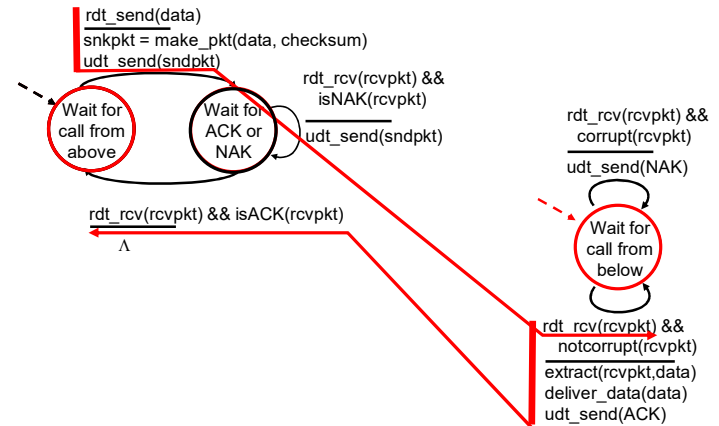 rdt_send(data)
snkpkt = make_pkt(data, checksum)
udt_send(sndpkt)
Wait for
call from
above
Wait for
ACK or
NAK
rdt_rcv(rcvpkt) &&
isNAK(rcvpkt)
udt_send(sndpkt)
rdt_rcv(rcvpkt) && isACK(rcvpkt)
Λ
rdt_rcv(rcvpkt) &&
corrupt(rcvpkt)
udt_send(NAK)
Wait for
call from
below
rdt_rcv(rcvpkt) &&
notcorrupt(rcvpkt)
extract(rcvpkt,data)
deliver_data(data)
udt_send(ACK)